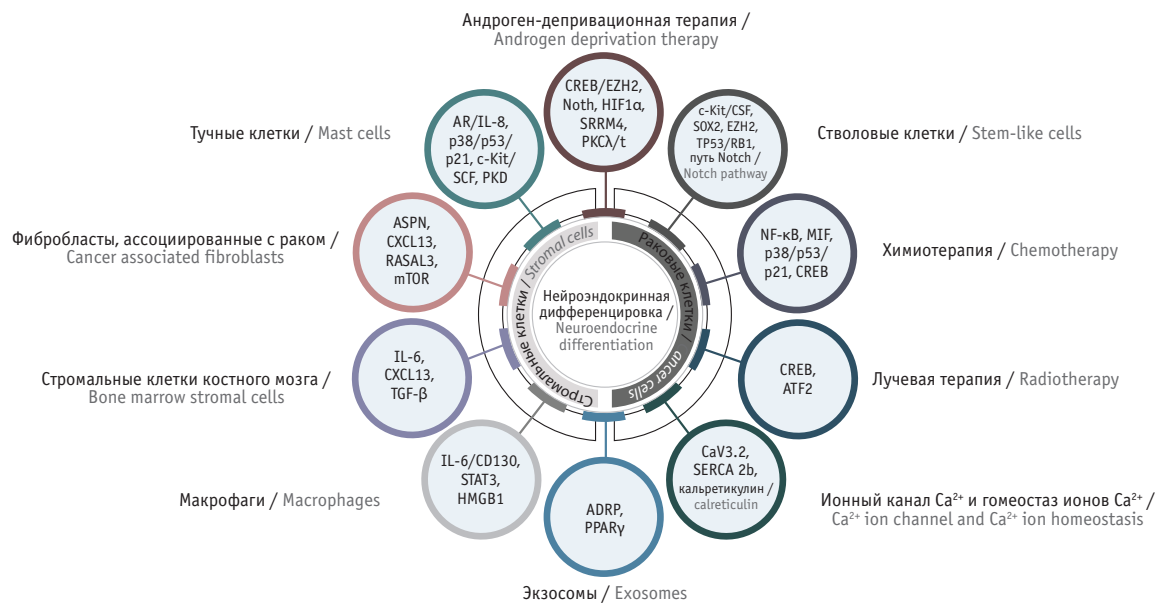 Андроген-депривационная терапия /
Androgen deprivation therapy
CREB/EZH2,
Noth, HIF1α,
SRRM4,
PKCλ/t
c-Kit/CSF,
SOX2, EZH2,
TP53/RB1,
путь Notch /
Notch pathway
Стволовые клетки / Stem-like cells
NF-κB, MIF,
p38/p53/
p21, CREB
Химиотерапия / Chemotherapy
CREB,
ATF2
Лучевая терапия / Radiotherapy
CaV3.2,
SERCA 2b,
кальретикулин /
calreticulin
Ионный канал Ca²⁺ и гомеостаз ионов Ca²⁺ /
Ca²⁺ ion channel and Ca²⁺ ion homeostasis
ADRP,
PPARγ
Экзосомы / Exosomes
IL-6/CD130,
STAT3,
HMGB1
Макрофаги / Macrophages
IL-6,
CXCL13,
TGF-β
Стромальные клетки костного мозга /
Bone marrow stromal cells
ASPN,
CXCL13,
RASAL3,
mTOR
Фибробласты, ассоциированные с раком /
Cancer associated fibroblasts
AR/IL-8,
p38/p53/
p21, c-Kit/
SCF, PKD
Тучные клетки / Mast cells
Стромальные клетки / Stromal cells
Раковые клетки / ancer cells
Нейроэндокринная
дифференцировка /
Neuroendocrine
differentiation